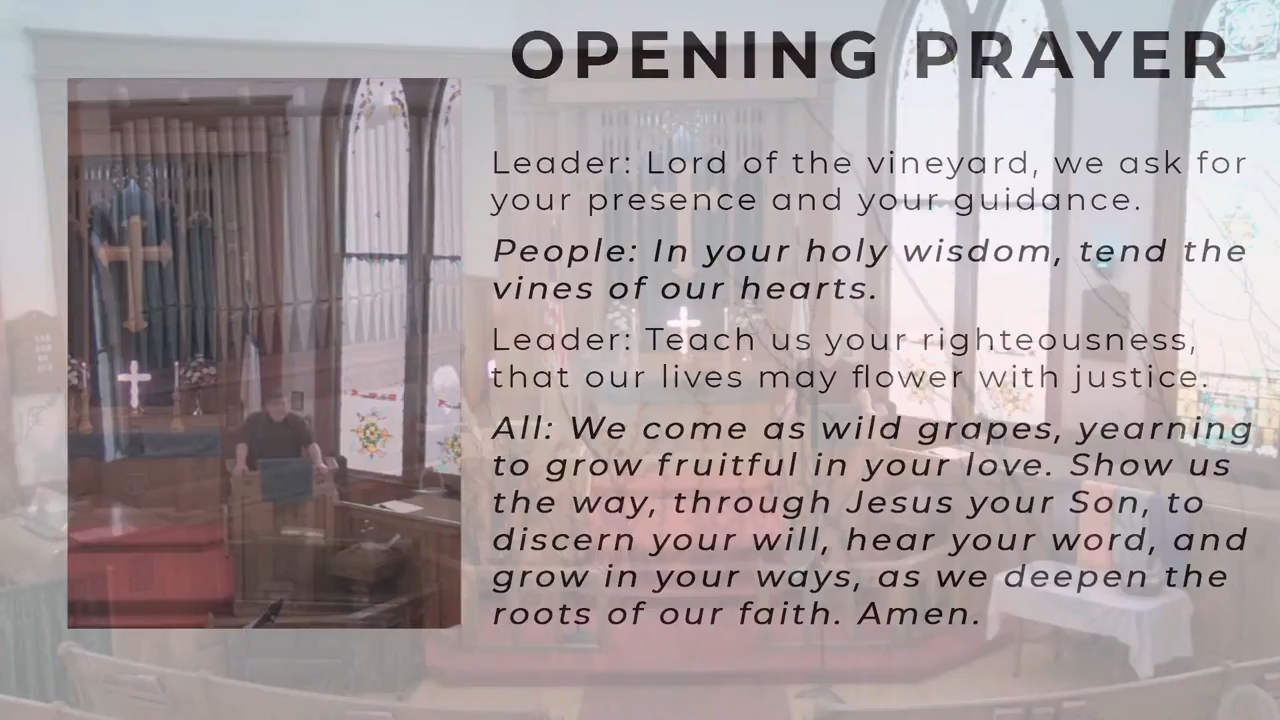 OPENING PRAYER
Leader: Lord of the vineyard, we ask for
your presence and your guidance.
People: In your holy wisdom, tend the
vines of our hearts.
Leader: Teach us your righteousness,
that our lives may flower with justice.
All: We come as wild grapes, yearning
to grow fruitful in your love. Show us
the way, through Jesus your Son, to
discern your will, hear your word, and
grow in your ways, as we deepen the
roots of our faith. Amen.